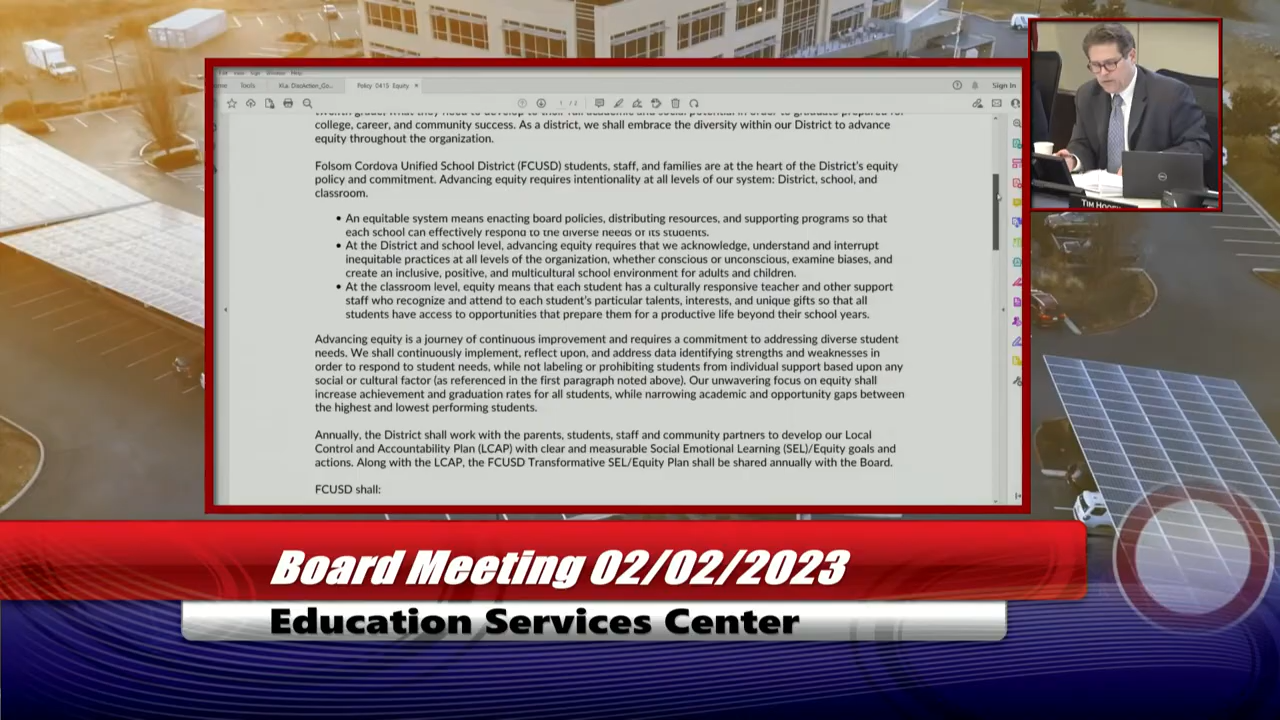 Tools
XI.a. DiscAction_Go...
Policy 0415 Equity ×
Sign In
1 / 2
college, career, and community success. As a district, we shall embrace the diversity within our District to advance
equity throughout the organization.
Folsom Cordova Unified School District (FCUSD) students, staff, and families are at the heart of the District's equity
policy and commitment. Advancing equity requires intentionality at all levels of our system: District, school, and
classroom.
• An equitable system means enacting board policies, distributing resources, and supporting programs so that
each school can effectively respond to the diverse needs of its students.
• At the District and school level, advancing equity requires that we acknowledge, understand and interrupt
inequitable practices at all levels of the organization, whether conscious or unconscious, examine biases, and
create an inclusive, positive, and multicultural school environment for adults and children.
• At the classroom level, equity means that each student has a culturally responsive teacher and other support
staff who recognize and attend to each student's particular talents, interests, and unique gifts so that all
students have access to opportunities that prepare them for a productive life beyond their school years.
Advancing equity is a journey of continuous improvement and requires a commitment to addressing diverse student
needs. We shall continuously implement, reflect upon, and address data identifying strengths and weaknesses in
order to respond to student needs, while not labeling or prohibiting students from individual support based upon any
social or cultural factor (as referenced in the first paragraph noted above). Our unwavering focus on equity shall
increase achievement and graduation rates for all students, while narrowing academic and opportunity gaps between
the highest and lowest performing students.
Annually, the District shall work with the parents, students, staff and community partners to develop our Local
Control and Accountability Plan (LCAP) with clear and measurable Social Emotional Learning (SEL)/Equity goals and
actions. Along with the LCAP, the FCUSD Transformative SEL/Equity Plan shall be shared annually with the Board.
FCUSD shall:
DELL
TIM
Board Meeting 02/02/2023
Education Services Center